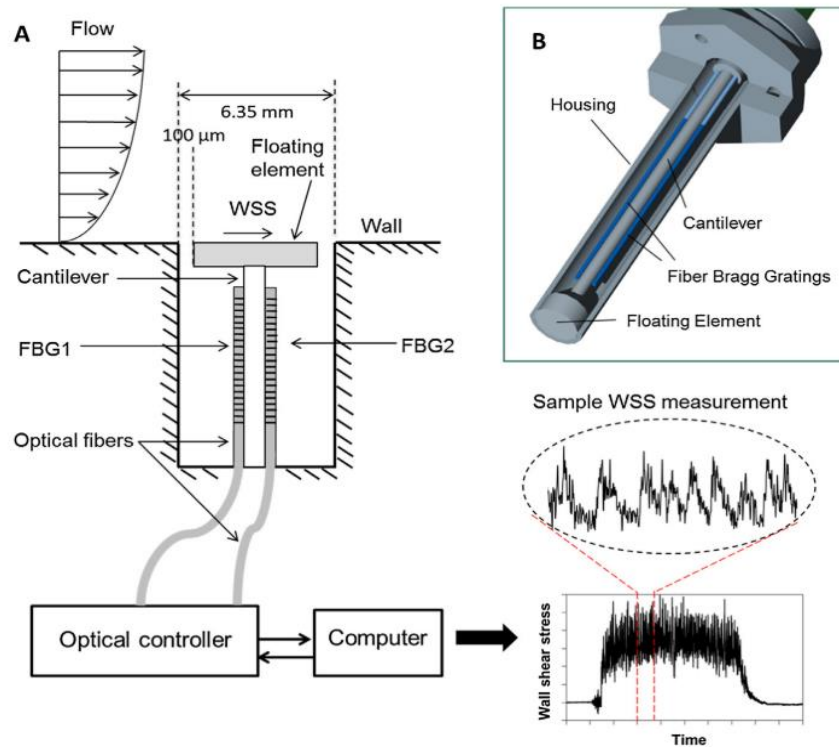 A
Flow
6.35 mm
100 µm
Floating
element
WSS
Wall
Cantilever
FBG1
FBG2
Optical fibers
Optical controller
Computer
B
Housing
Cantilever
Fiber Bragg Gratings
Floating Element
Sample WSS measurement
Wall shear stress
Time